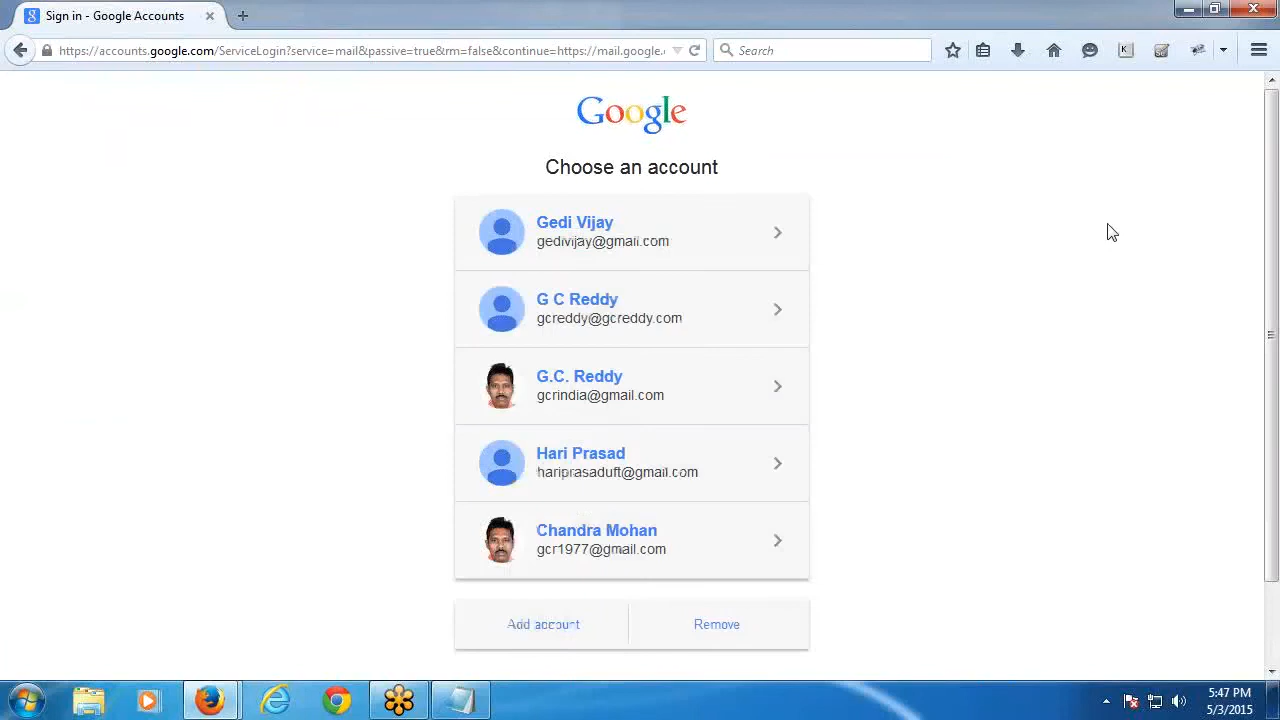 Sign in - Google Accounts
https://accounts.google.com/ServiceLogin?service=mail&passive=true&rm=false&continue=https://mail.google.
Search
Google
Choose an account
Gedi Vijay
gedivijay@gmail.com
G C Reddy
gcreddy@gcreddy.com
G.C. Reddy
gcrindia@gmail.com
Hari Prasad
hariprasaduft@gmail.com
Chandra Mohan
gcr1977@gmail.com
Add account
Remove
5:47 PM
5/3/2015